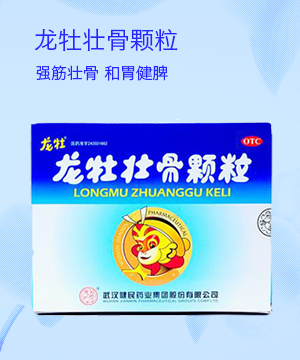 龙牡壮骨颗粒
强筋壮骨 和胃健脾
龙牡
OTC
龙牡壮骨颗粒
LONGMU ZHUANGGU KELI
PHARMACEUTICAL
武汉健民药业集团股份有限公司